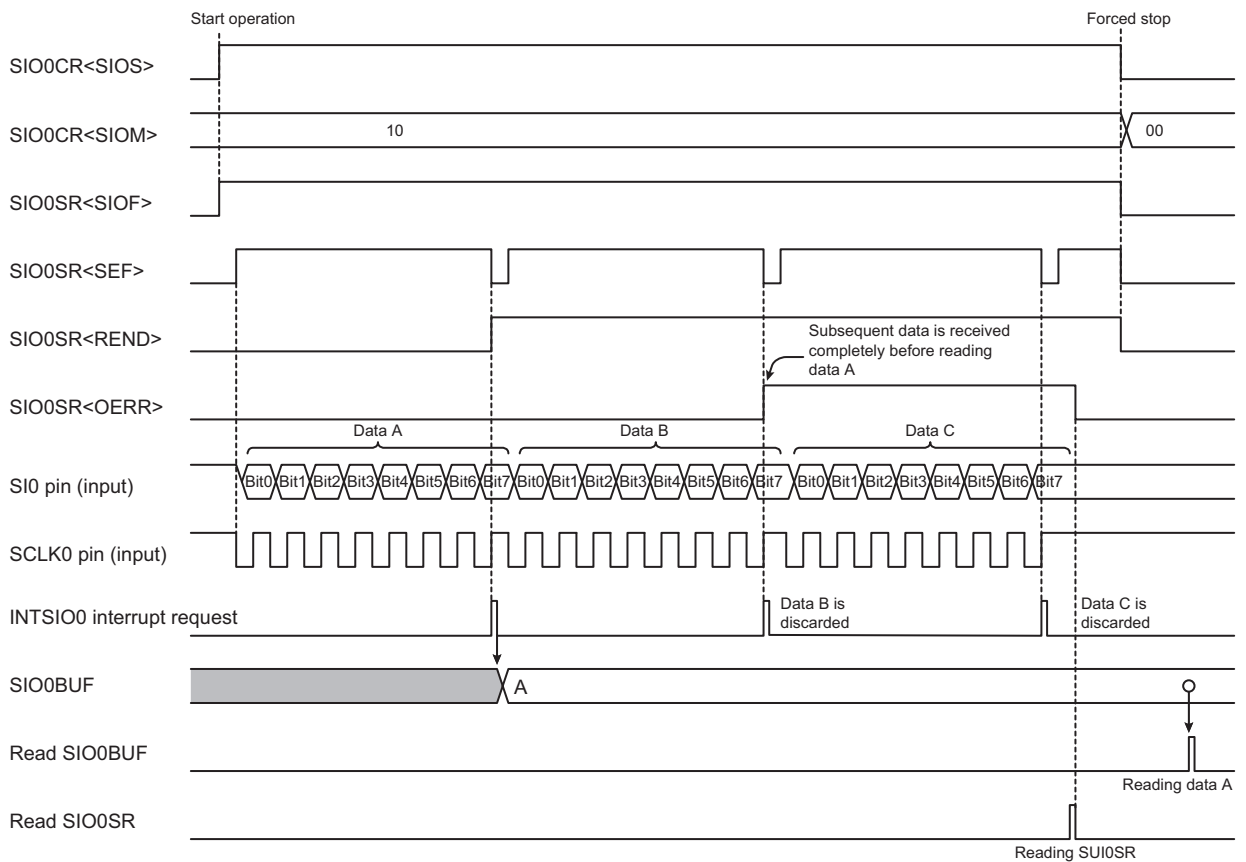 Start operation
Forced stop
SIO0CR<SIOS>
SIO0CR<SIOM>
10
00
SIO0SR<SIOF>
SIO0SR<SEF>
SIO0SR<REND>
Subsequent data is received
completely before reading
data A
SIO0SR<OERR>
Data A
Data B
Data C
SI0 pin (input)
Bit0 Bit1 Bit2 Bit3 Bit4 Bit5 Bit6 Bit7 Bit0 Bit1 Bit2 Bit3 Bit4 Bit5 Bit6 Bit7 Bit0 Bit1 Bit2 Bit3 Bit4 Bit5 Bit6 Bit7
SCLK0 pin (input)
INTSIO0 interrupt request
Data B is
discarded
Data C is
discarded
SIO0BUF
A
Read SIO0BUF
Reading data A
Read SIO0SR
Reading SUI0SR